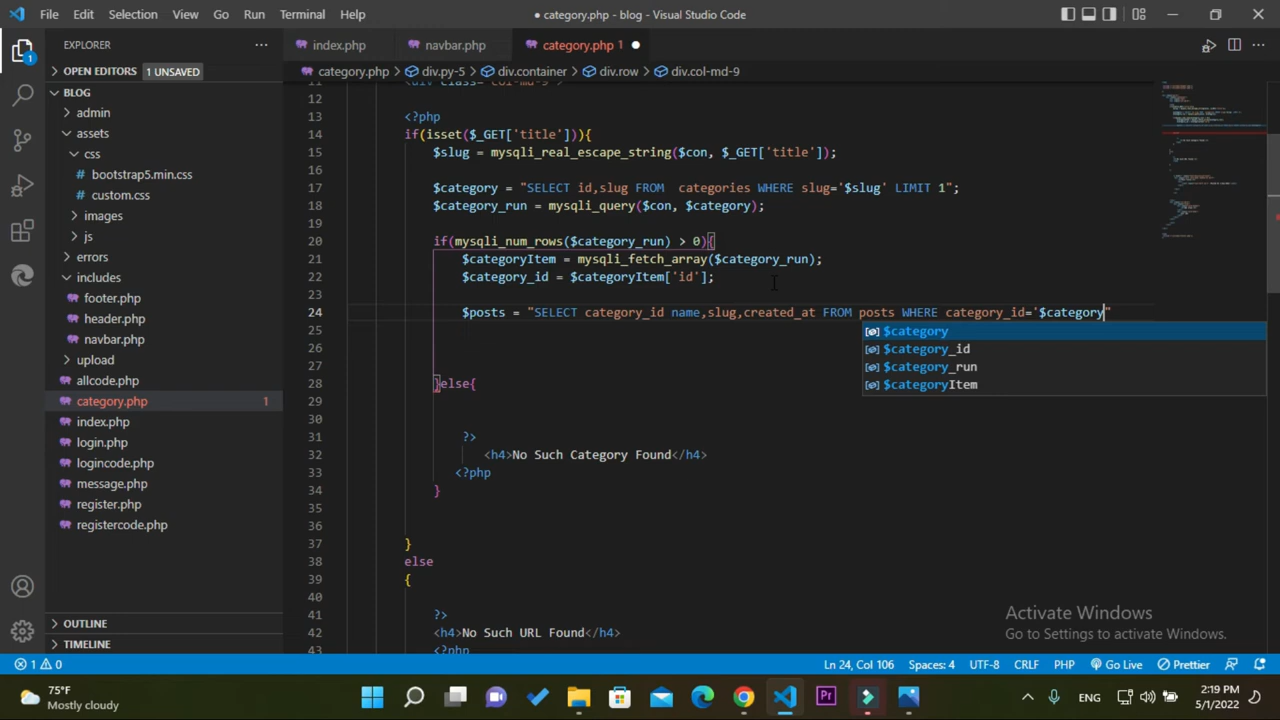 File Edit Selection View Go Run Terminal Help
● category.php - blog - Visual Studio Code
EXPLORER
index.php navbar.php category.php 1
OPEN EDITORS 1 UNSAVED
category.php > div.py-5 > div.container > div.row > div.col-md-9
BLOG
admin
assets
css
bootstrap5.min.css
custom.css
images
js
errors
includes
footer.php
header.php
navbar.php
upload
allcode.php
category.php 1
index.php
login.php
logincode.php
message.php
register.php
registercode.php
OUTLINE
TIMELINE
11 <div class="col-md-9">
12
13 <?php
14 if(isset($_GET['title'])){
15 $slug = mysqli_real_escape_string($con, $_GET['title']);
16
17 $category = "SELECT id,slug FROM  categories WHERE slug='$slug' LIMIT 1";
18 $category_run = mysqli_query($con, $category);
19
20 if(mysqli_num_rows($category_run) > 0){
21 $categoryItem = mysqli_fetch_array($category_run);
22 $category_id = $categoryItem['id'];
23
24 $posts = "SELECT category_id name,slug,created_at FROM posts WHERE category_id='$category"
$category
$category_id
$category_run
$categoryItem
25
26
27
28 }else{
29
30
31 ?>
32 <h4>No Such Category Found</h4>
33 <?php
34 }
35
36
37 }
38 else
39 {
40
41 ?>
42 <h4>No Such URL Found</h4>
43 <?php
Activate Windows
Go to Settings to activate Windows.
1 0 Ln 24, Col 106 Spaces: 4 UTF-8 CRLF PHP Go Live Prettier
75°F
Mostly cloudy
Pr
ENG
2:19 PM
5/1/2022